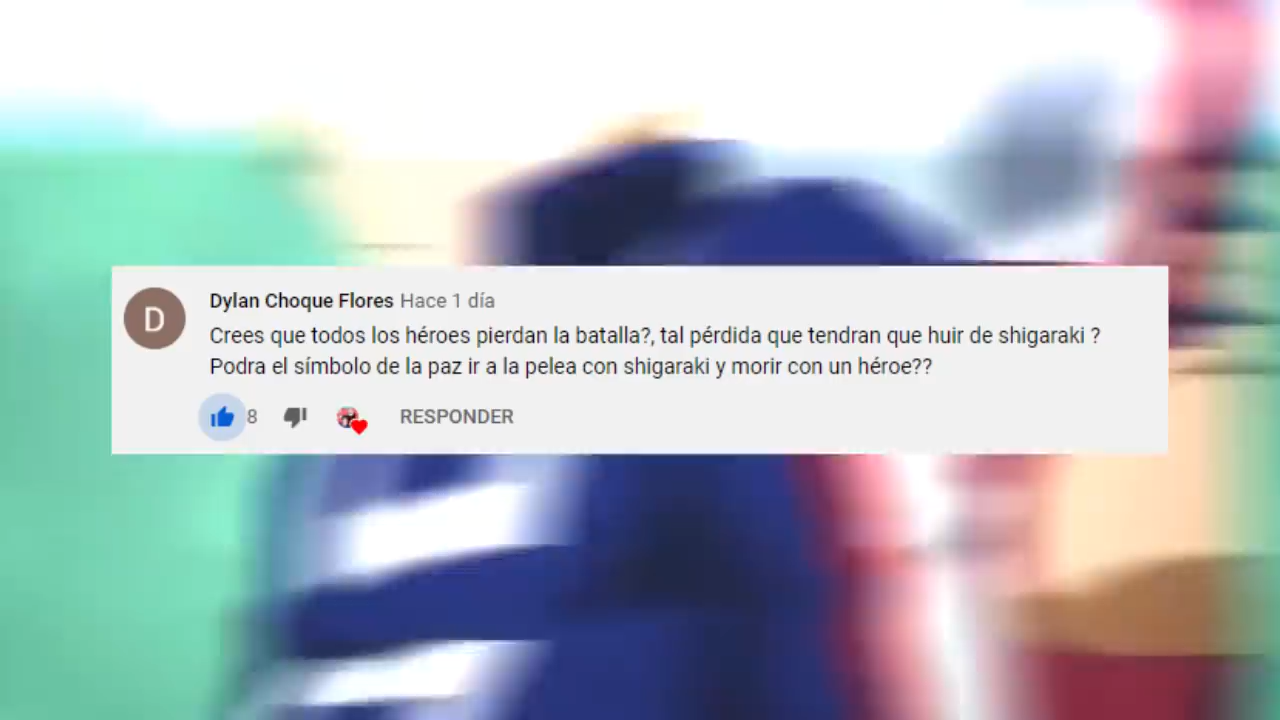 D
Dylan Choque Flores Hace 1 día
Crees que todos los héroes pierdan la batalla?, tal pérdida que tendran que huir de shigaraki ?
Podra el símbolo de la paz ir a la pelea con shigaraki y morir con un héroe??
8 RESPONDER